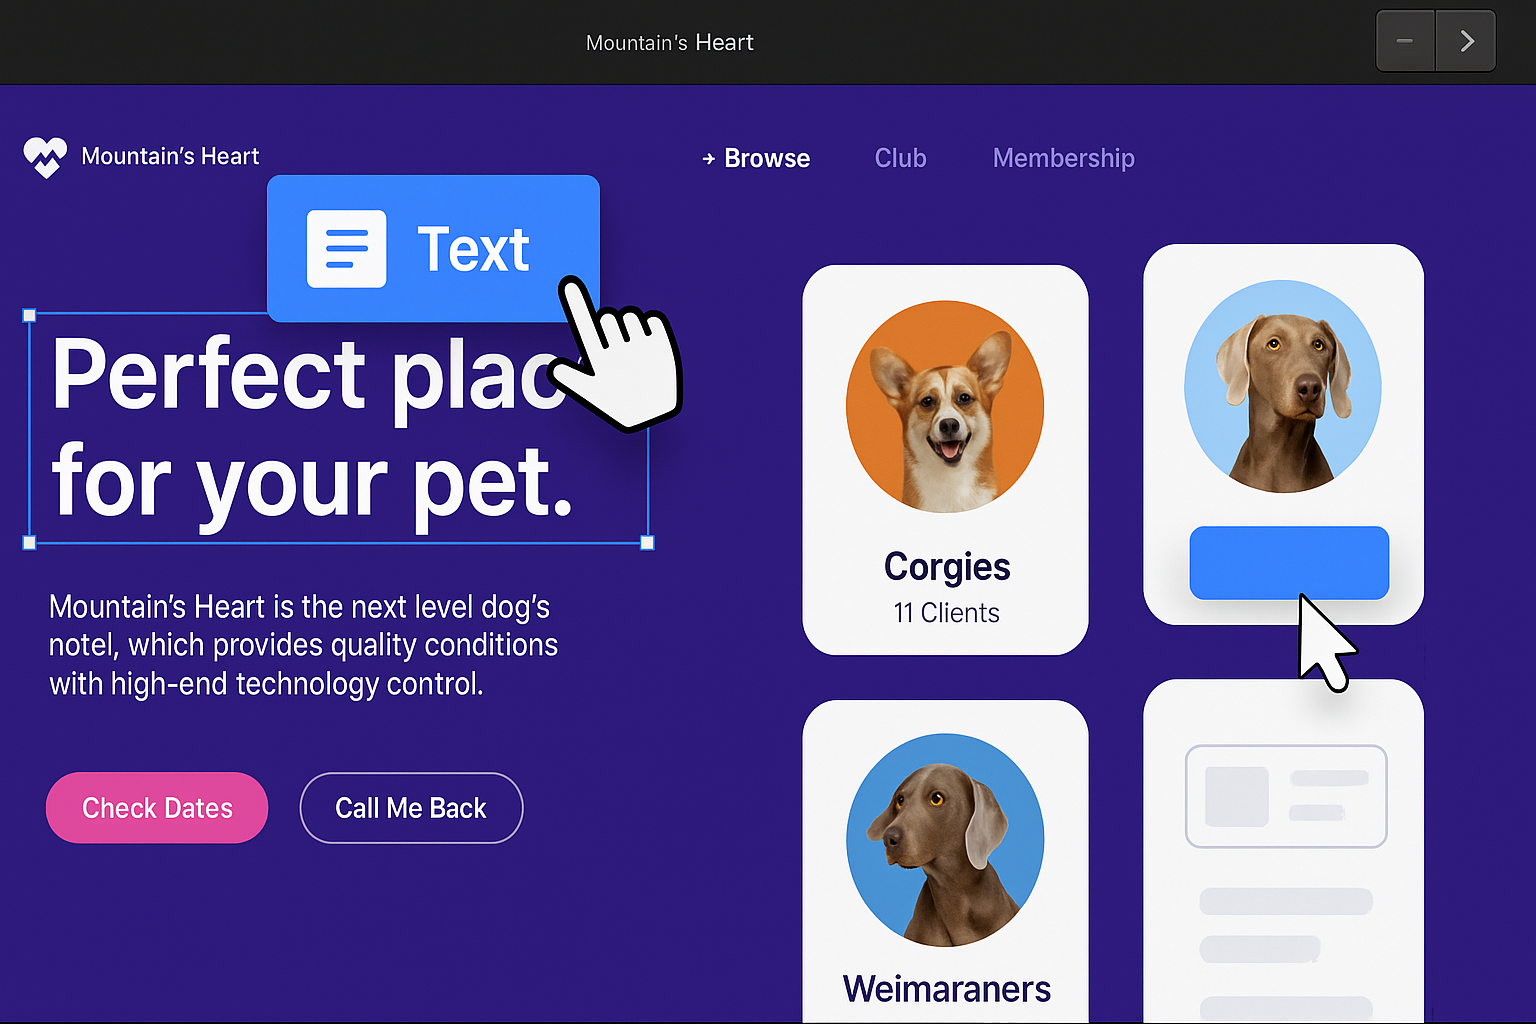 Mountain's Heart
Mountain's Heart
→ Browse
Club
Membership
Text
Perfect plac
for your pet.
Mountain's Heart is the next level dog's
notel, which provides quality conditions
with high-end technology control.
Check Dates
Call Me Back
Corgies
11 Clients
Weimaraners